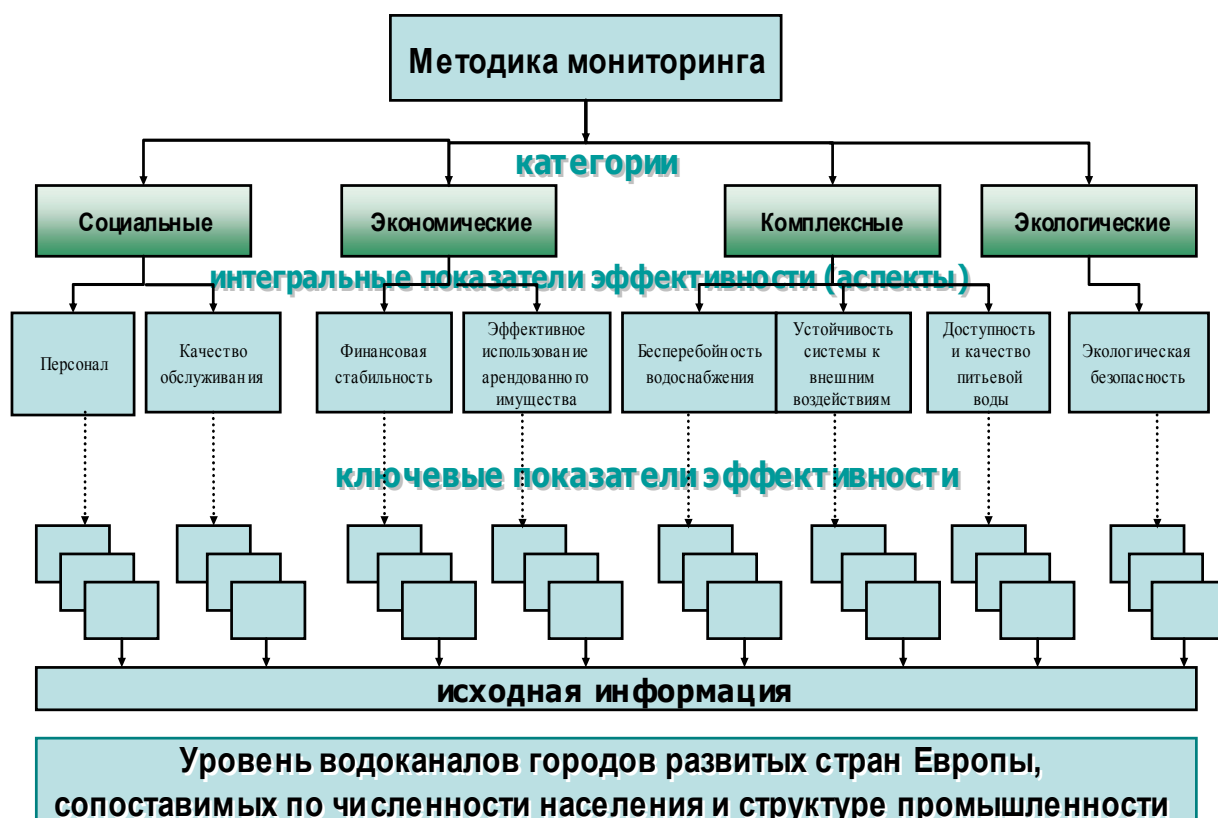 Методика мониторинга
категории
Социальные
Экономические
Комплексные
Экологические
интегральные показатели эффективности (аспекты)
Персонал
Качество
обслуживания
Финансовая
стабильность
Эффективное
использование
арендованного
имущества
Бесперебойность
водоснабжения
Устойчивость
системы к
внешним
воздействиям
Доступность
и качество
питьевой
воды
Экологическая
безопасность
ключевые показатели эффективности
исходная информация
Уровень водоканалов городов развитых стран Европы,
сопоставимых по численности населения и структуре промышленности